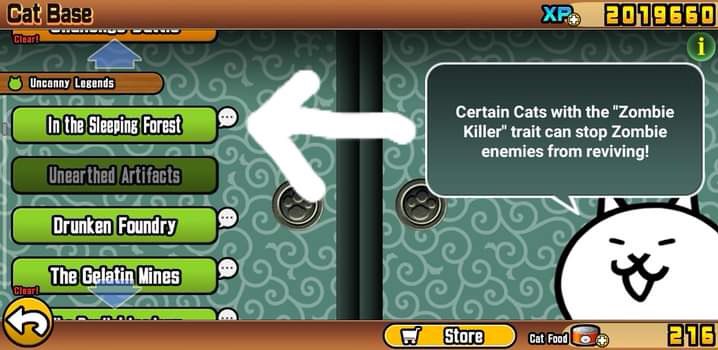 Cat Base
XP
2019660
Clear!
Uncanny Legends
In the Sleeping Forest
Certain Cats with the "Zombie
Killer" trait can stop Zombie
enemies from reviving!
Unearthed Artifacts
Drunken Foundry
The Gelatin Mines
Clear!
Store
Cat Food
216